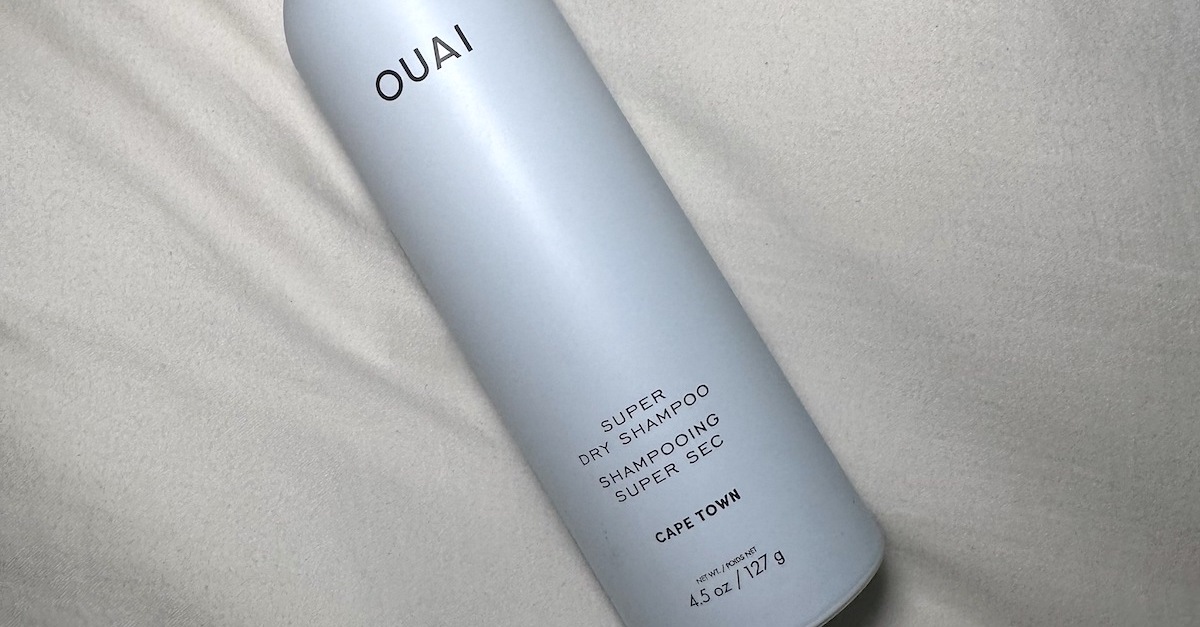 OUAI
SUPER
DRY SHAMPOO
SHAMPOOING
SUPER SEC
CAPE TOWN
NET WT. / POIDS NET
4.5 oz / 127 g